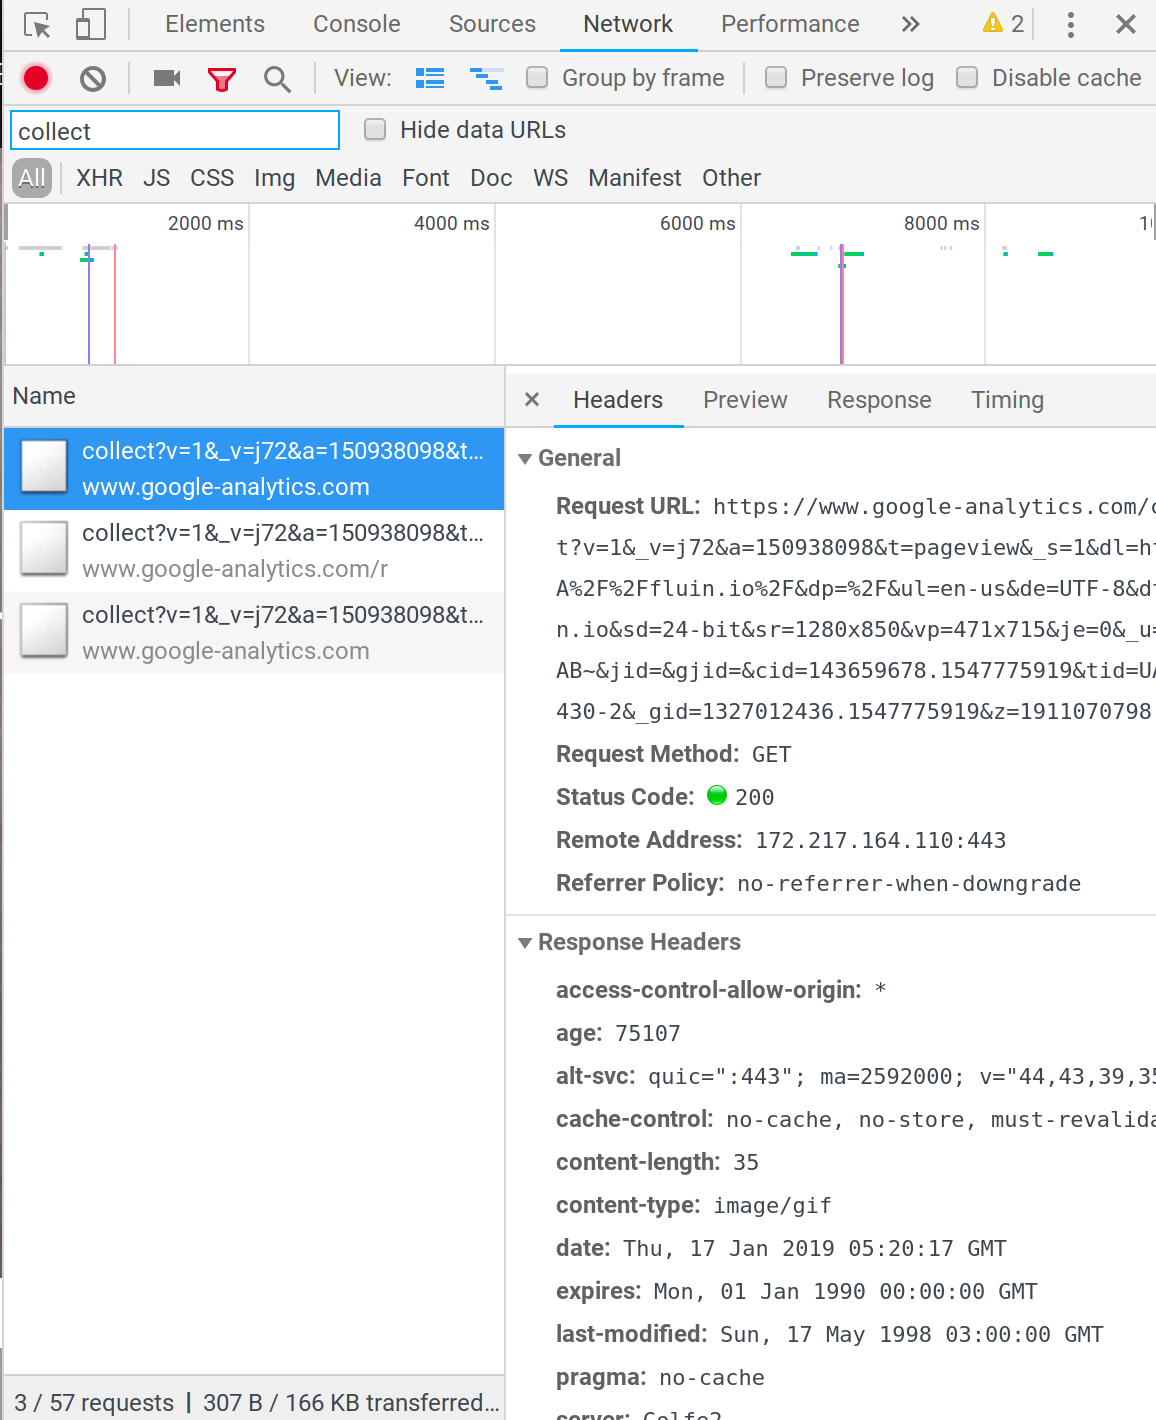 Elements Console Sources Network Performance 2
View: Group by frame Preserve log Disable cache
collect Hide data URLs
All XHR JS CSS Img Media Font Doc WS Manifest Other
2000 ms 4000 ms 6000 ms 8000 ms
Name
collect?v=1&_v=j72&a=150938098&t…
www.google-analytics.com
collect?v=1&_v=j72&a=150938098&t…
www.google-analytics.com/r
collect?v=1&_v=j72&a=150938098&t…
www.google-analytics.com
3 / 57 requests | 307 B / 166 KB transferred…
× Headers Preview Response Timing
General
Request URL: https://www.google-analytics.com/c
t?v=1&_v=j72&a=150938098&t=pageview&_s=1&dl=ht
A%2F%2Ffluin.io%2F&dp=%2F&ul=en-us&de=UTF-8&dt
n.io&sd=24-bit&sr=1280x850&vp=471x715&je=0&_u=
AB~&jid=&gjid=&cid=143659678.1547775919&tid=UA
430-2&_gid=1327012436.1547775919&z=1911070798
Request Method: GET
Status Code: 200
Remote Address: 172.217.164.110:443
Referrer Policy: no-referrer-when-downgrade
Response Headers
access-control-allow-origin: *
age: 75107
alt-svc: quic=":443"; ma=2592000; v="44,43,39,35
cache-control: no-cache, no-store, must-revalida
content-length: 35
content-type: image/gif
date: Thu, 17 Jan 2019 05:20:17 GMT
expires: Mon, 01 Jan 1990 00:00:00 GMT
last-modified: Sun, 17 May 1998 03:00:00 GMT
pragma: no-cache
server: Golfe2